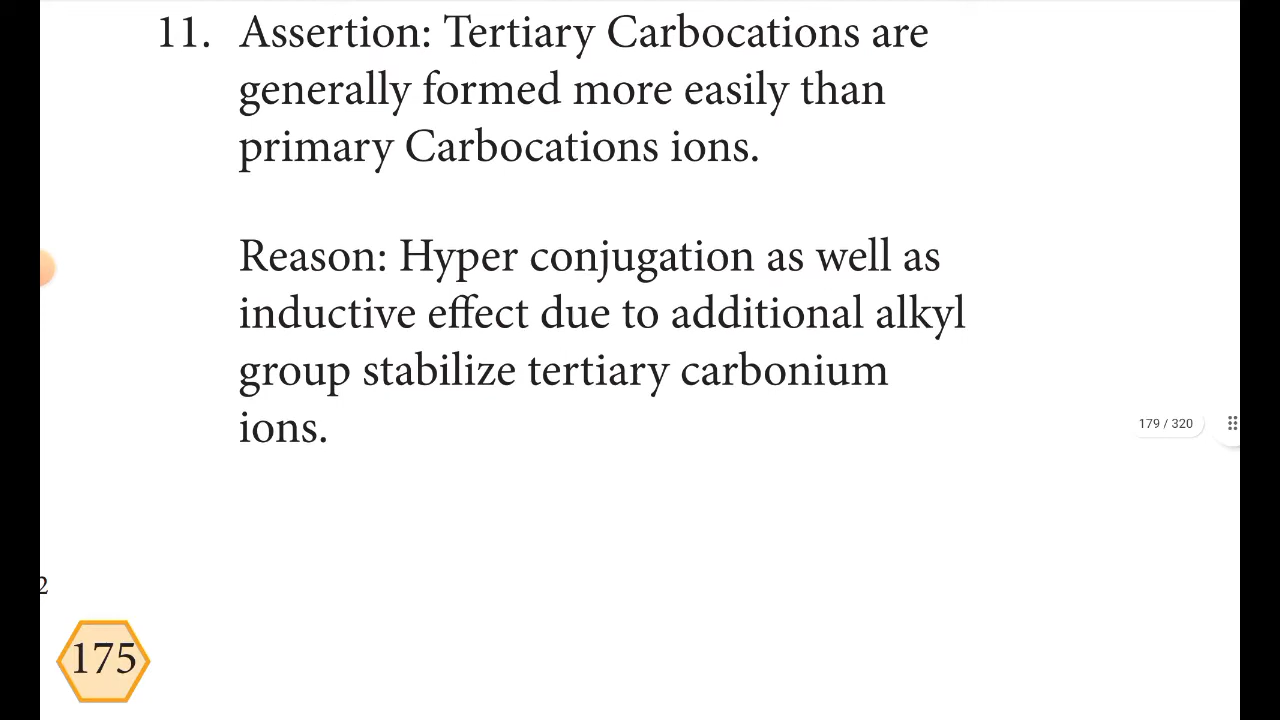 11. Assertion: Tertiary Carbocations are
generally formed more easily than
primary Carbocations ions.
Reason: Hyper conjugation as well as
inductive effect due to additional alkyl
group stabilize tertiary carbonium
ions.
179 / 320
2
175